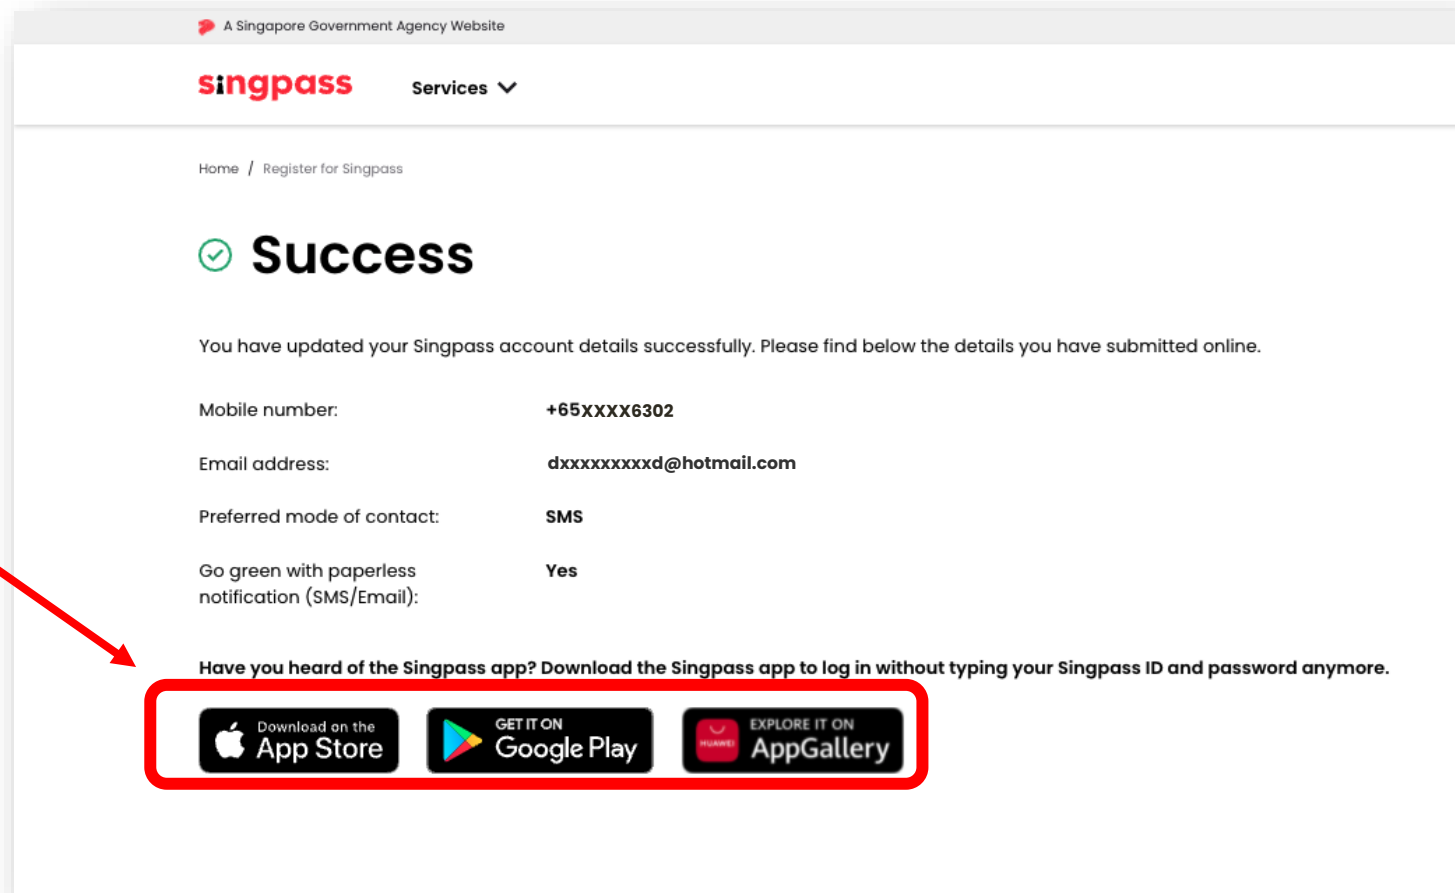 A Singapore Government Agency Website
singpass Services
Home / Register for Singpass
Success
You have updated your Singpass account details successfully. Please find below the details you have submitted online.
Mobile number: +65XXXX6302
Email address: dxxxxxxxxxd@hotmail.com
Preferred mode of contact: SMS
Go green with paperless Yes
notification (SMS/Email):
Have you heard of the Singpass app? Download the Singpass app to log in without typing your Singpass ID and password anymore.
Download on the
App Store
GET IT ON
Google Play
HUAWEI
EXPLORE IT ON
AppGallery